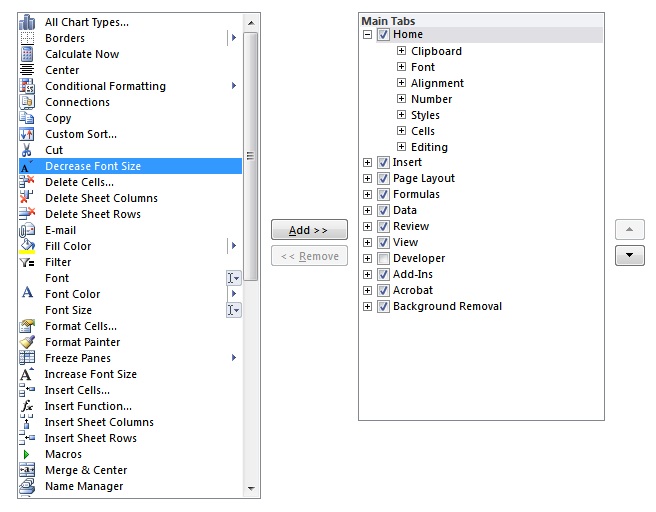 All Chart Types...
Borders
Calculate Now
Center
Conditional Formatting
Connections
Copy
Custom Sort...
Cut
Decrease Font Size
Delete Cells...
Delete Sheet Columns
Delete Sheet Rows
E-mail
Fill Color
Filter
Font
Font Color
Font Size
Format Cells...
Format Painter
Freeze Panes
Increase Font Size
Insert Cells...
Insert Function...
Insert Sheet Columns
Insert Sheet Rows
Macros
Merge & Center
Name Manager
Add >>
<< Remove
Main Tabs
Home
Clipboard
Font
Alignment
Number
Styles
Cells
Editing
Insert
Page Layout
Formulas
Data
Review
View
Developer
Add-Ins
Acrobat
Background Removal